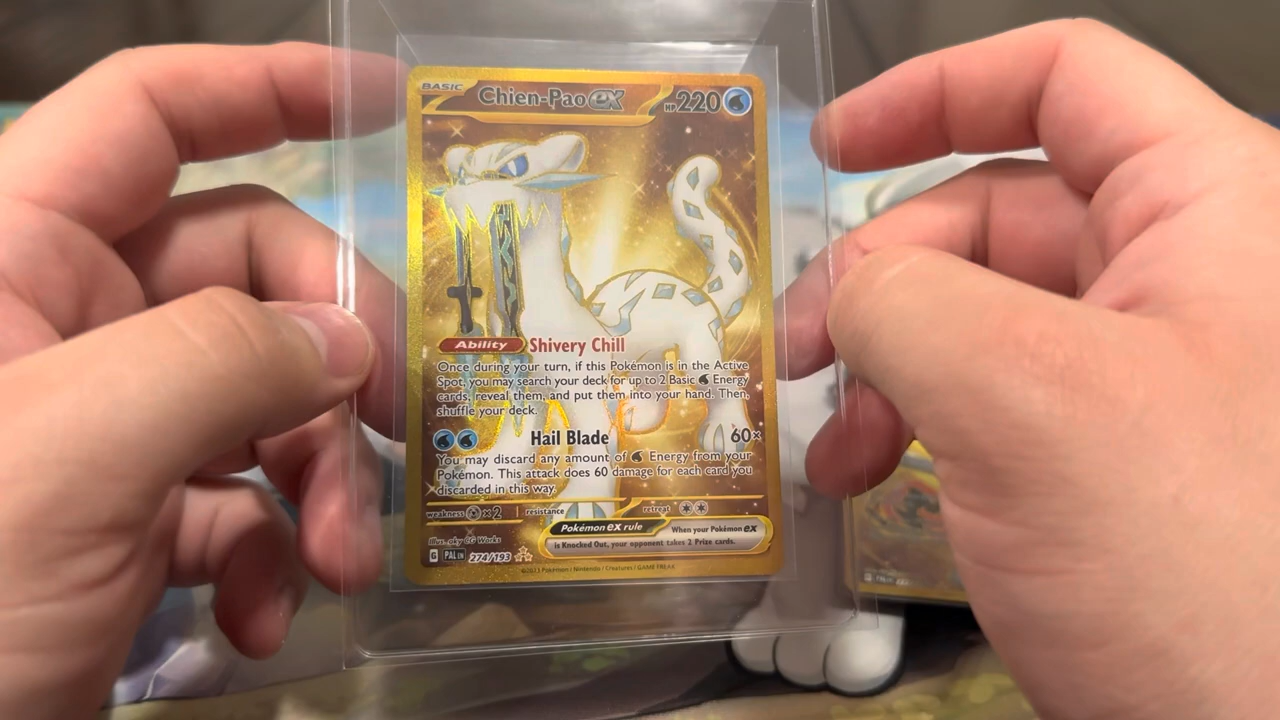 BASIC
Chien-Pao ex HP 220
Ability Shivery Chill
Once during your turn, if this Pokémon is in the Active
Spot, you may search your deck for up to 2 Basic Energy
cards, reveal them, and put them into your hand. Then,
shuffle your deck.
Hail Blade 60×
You may discard any amount of Energy from your
Pokémon. This attack does 60 damage for each card you
discarded in this way.
weakness ×2 resistance retreat
Pokémon ex rule When your Pokémon ex
is Knocked Out, your opponent takes 2 Prize cards.
Illus. aky CG Works
G PAL EN 274/193
©2023 Pokémon / Nintendo / Creatures / GAME FREAK